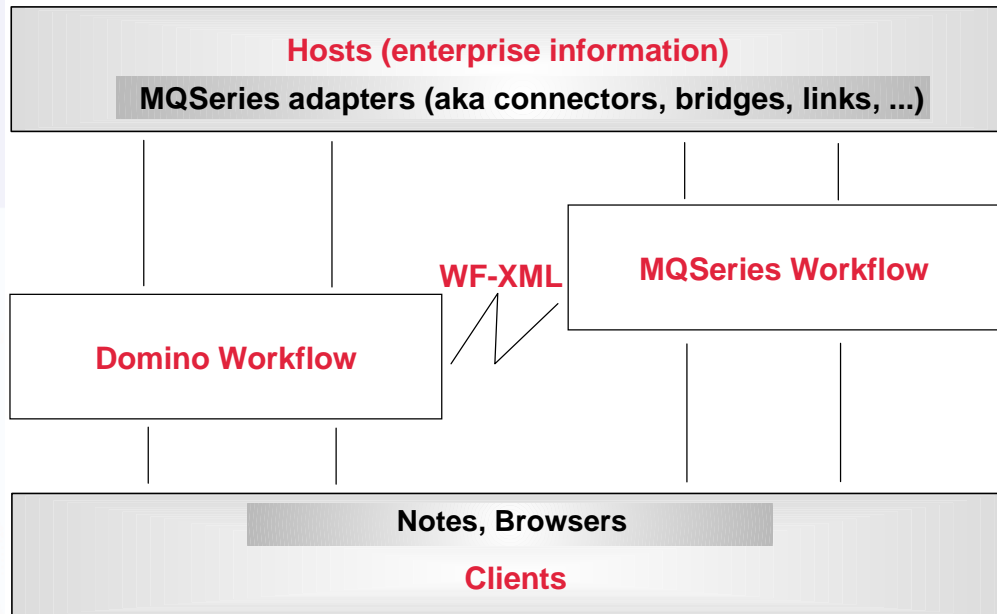 Hosts (enterprise information)
MQSeries adapters (aka connectors, bridges, links, ...)
WF-XML
MQSeries Workflow
Domino Workflow
Notes, Browsers
Clients